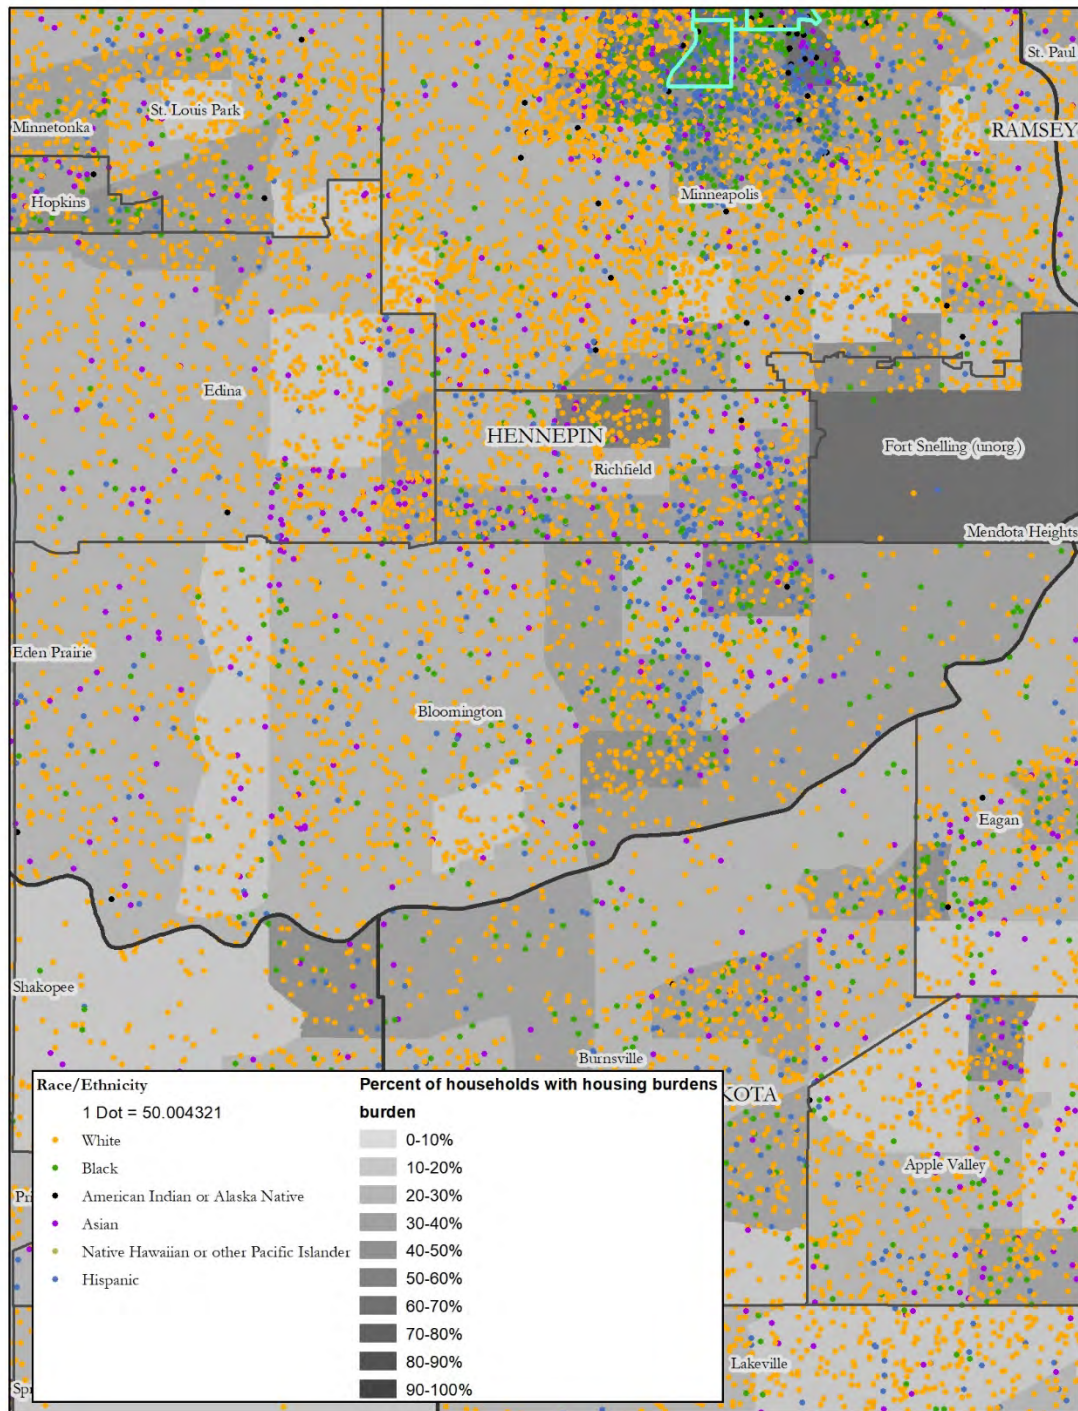 St. Paul
St. Louis Park
Minnetonka
RAMSEY
Hopkins
Minneapolis
Edina
HENNEPIN
Fort Snelling (unorg.)
Richfield
Mendota Heights
Eden Prairie
Bloomington
Eagan
Shakopee
Burnsville
KOTA
Apple Valley
Pri
Lakeville
Spr
Race/Ethnicity
1 Dot = 50.004321
White
Black
American Indian or Alaska Native
Asian
Native Hawaiian or other Pacific Islander
Hispanic
Percent of households with housing burdens
burden
0-10%
10-20%
20-30%
30-40%
40-50%
50-60%
60-70%
70-80%
80-90%
90-100%